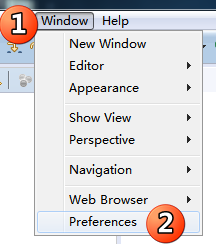 1 Window Help
New Window
Editor
Appearance
Show View
Perspective
Navigation
Web Browser
Preferences 2